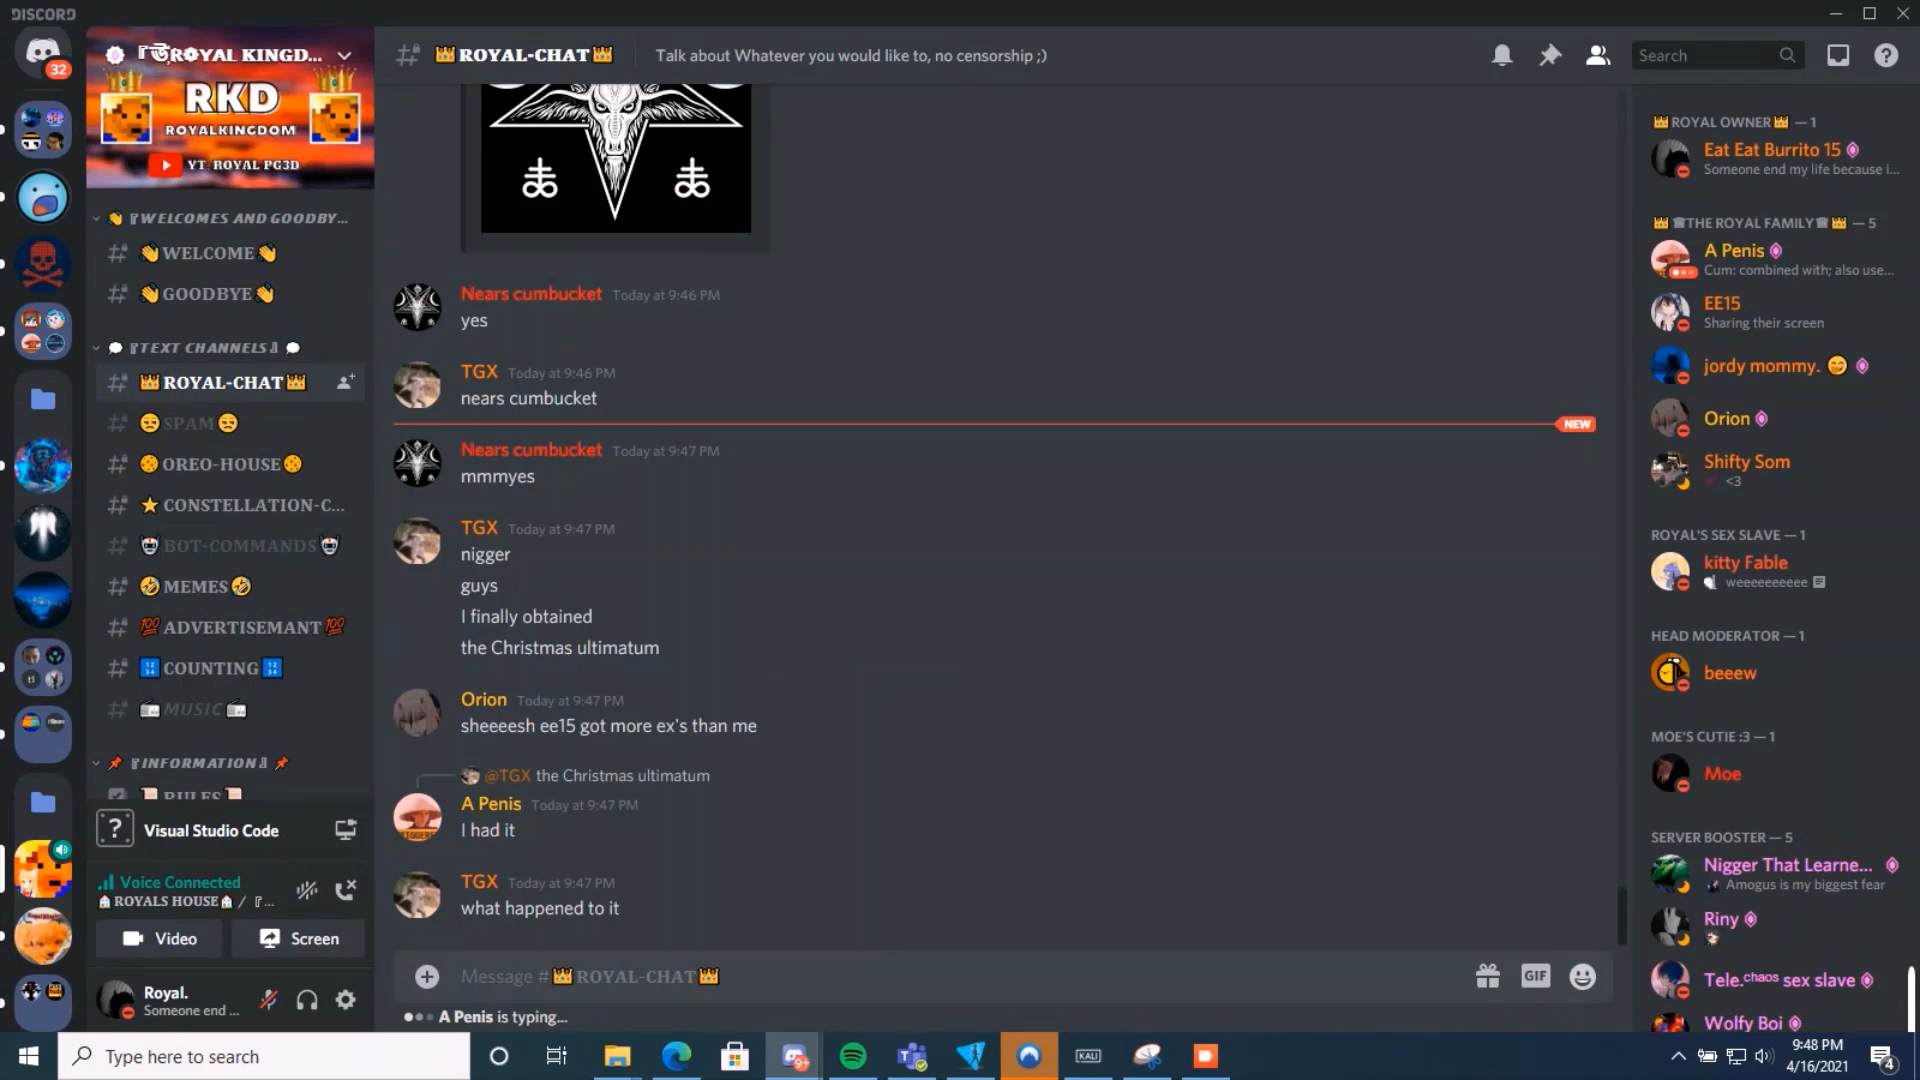 DISCORD
32
ROYAL KINGD...
RKD
ROYALKINGDOM
YT: ROYAL PG3D
👑ROYAL-CHAT👑
Talk about Whatever you would like to, no censorship ;)
Search
👋『WELCOMES AND GOODBY...
👋WELCOME👋
👋GOODBYE👋
💬『TEXT CHANNELS』💬
👑ROYAL-CHAT👑
😒SPAM😒
🍪OREO-HOUSE🍪
⭐CONSTELLATION-C...
🤖BOT-COMMANDS🤖
🤣MEMES🤣
💯ADVERTISEMANT💯
🔢COUNTING🔢
📻MUSIC📻
📌『INFORMATION』📌
📜RULES📜
Visual Studio Code
Voice Connected
🏠ROYALS HOUSE🏠 / 『...
Video
Screen
Royal.
Someone end ...
Nears cumbucket Today at 9:46 PM
yes
TGX Today at 9:46 PM
nears cumbucket
NEW
Nears cumbucket Today at 9:47 PM
mmmyes
TGX Today at 9:47 PM
nigger
guys
I finally obtained
the Christmas ultimatum
Orion Today at 9:47 PM
sheeeesh ee15 got more ex's than me
@TGX the Christmas ultimatum
A Penis Today at 9:47 PM
I had it
TGX Today at 9:47 PM
what happened to it
Message #👑ROYAL-CHAT👑
GIF
A Penis is typing...
👑ROYAL OWNER👑 — 1
Eat Eat Burrito 15
Someone end my life because i...
👑☎THE ROYAL FAMILY☎👑 — 5
A Penis
Cum: combined with; also use...
EE15
Sharing their screen
jordy mommy. 🤭
Orion
Shifty Som
<3
ROYAL'S SEX SLAVE — 1
kitty Fable
weeeeeeeeee
HEAD MODERATOR — 1
beeew
MOE'S CUTIE :3 — 1
Moe
SERVER BOOSTER — 5
Nigger That Learne...
Amogus is my biggest fear
Riny
Tele.ᶜʰᵃᵒˢ sex slave
Wolfy Boi
Type here to search
9+
KALI
9:48 PM
4/16/2021
4